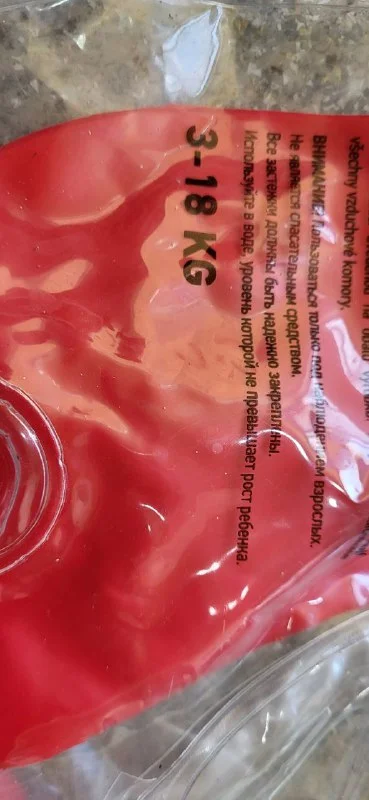 všechny vzduchové komory.
ВНИМАНИЕ! Пользоваться только под наблюдением взрослых.
Не является спасательным средством.
Все застежки должны быть надежно закреплены.
Используйте в воде, уровень которой не превышает рост ребенка.
3-18 KG